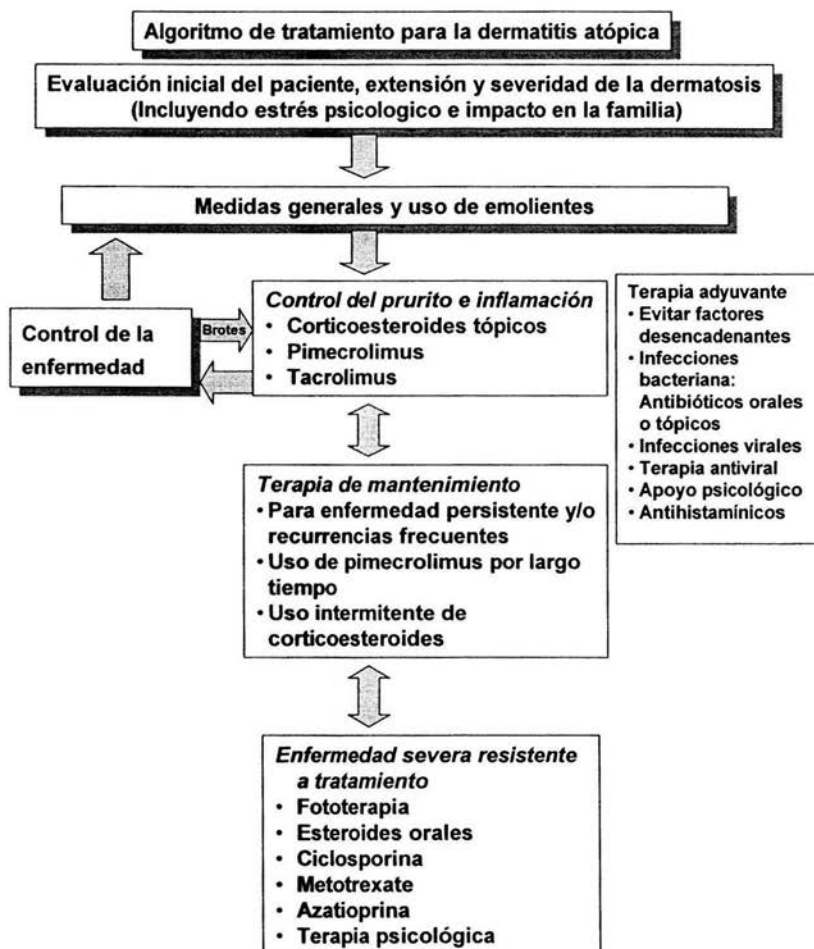 Algoritmo de tratamiento para la dermatitis atópica
Evaluación inicial del paciente, extensión y severidad de la dermatosis
(Incluyendo estrés psicologico e impacto en la familia)
Medidas generales y uso de emolientes
Control de la
enfermedad
Brotes
Control del prurito e inflamación
• Corticoesteroides tópicos
• Pimecrolimus
• Tacrolimus
Terapia adyuvante
• Evitar factores
desencadenantes
• Infecciones
bacteriana:
Antibióticos orales
o tópicos
• Infecciones virales
• Terapia antiviral
• Apoyo psicológico
• Antihistamínicos
Terapia de mantenimiento
• Para enfermedad persistente y/o
recurrencias frecuentes
• Uso de pimecrolimus por largo
tiempo
• Uso intermitente de
corticoesteroides
Enfermedad severa resistente
a tratamiento
• Fototerapia
• Esteroides orales
• Ciclosporina
• Metotrexate
• Azatioprina
• Terapia psicológica